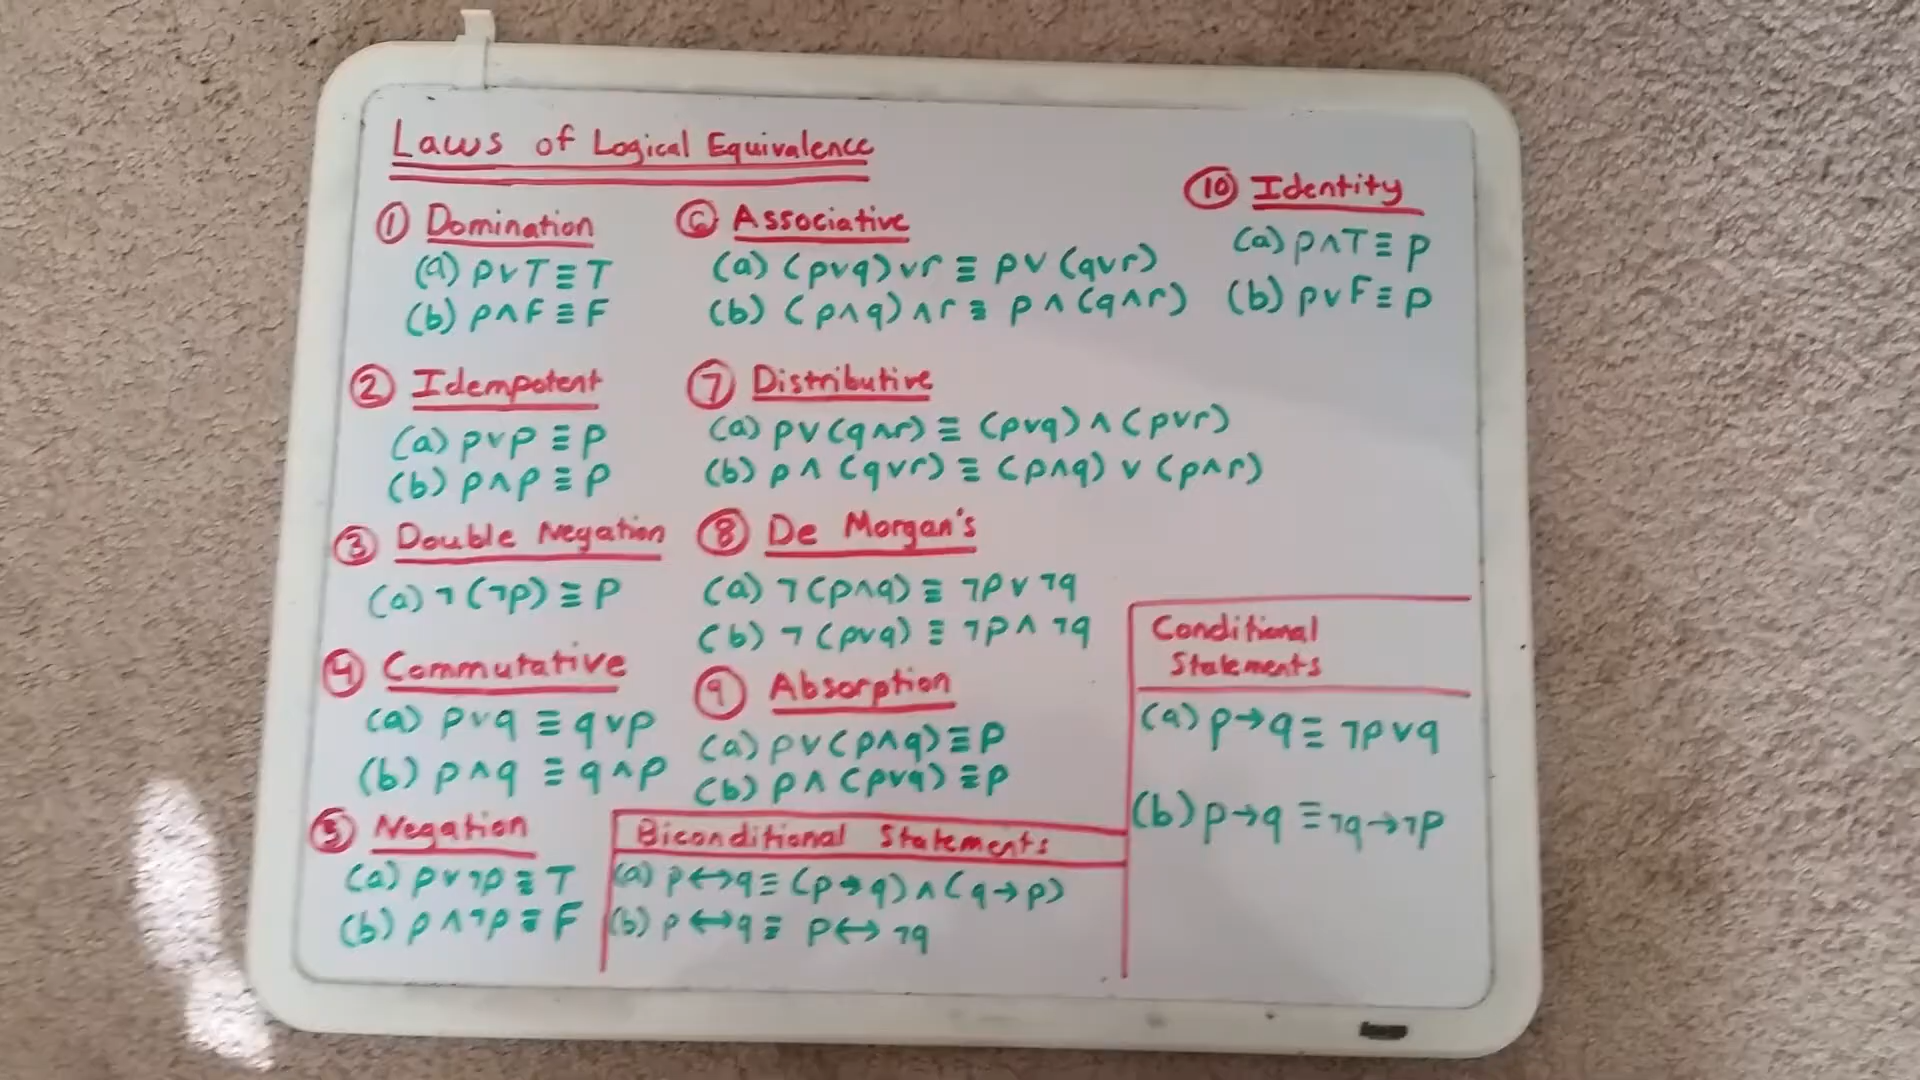 Laws of Logical Equivalence
① Domination
(a) p∨T≡T
(b) p∧F≡F
② Idempotent
(a) p∨p≡p
(b) p∧p≡p
③ Double Negation
(a) ¬(¬p)≡p
④ Commutative
(a) p∨q≡q∨p
(b) p∧q≡q∧p
⑤ Negation
(a) p∨¬p≡T
(b) p∧¬p≡F
⑥ Associative
(a) (p∨q)∨r≡p∨(q∨r)
(b) (p∧q)∧r≡p∧(q∧r)
⑦ Distributive
(a) p∨(q∧r)≡(p∨q)∧(p∨r)
(b) p∧(q∨r)≡(p∧q)∨(p∧r)
⑧ De Morgan's
(a) ¬(p∧q)≡¬p∨¬q
(b) ¬(p∨q)≡¬p∧¬q
⑨ Absorption
(a) p∨(p∧q)≡p
(b) p∧(p∨q)≡p
Biconditional Statements
(a) p↔q≡(p→q)∧(q→p)
(b) p↔q≡p↔¬q
⑩ Identity
(a) p∧T≡p
(b) p∨F≡p
Conditional
Statements
(a) p→q≡¬p∨q
(b) p→q≡¬q→¬p